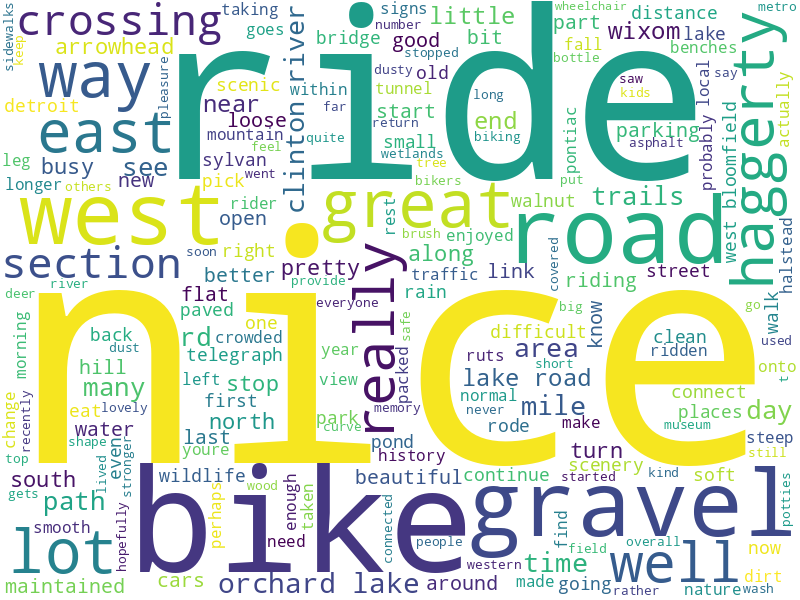 sidewalks
keep
crossing
taking
goes
signs
number
wheelchair
metro
arrowhead
scenic
bridge
good
stopped
little
bit
part
fall
bottle
distance
wixom
lake
benches
haggerty
way
ride
pleasure
clinton river
within
dusty
old
far
tunnel
long
saw
kids
say
detroit
near
loose
mountain
quite
return
start
small
end
biking
pontiac
parking
asphalt
probably local
actually
east
feel
wetlands
tree
leg
busy
see
sylvan
went
longer
others
new
pick
bikers
put
rider
rest
walnut
trails
west bloomfield
west
great
open
brush
enjoyed
road
halstead
section
soon
right
pretty
along
traffic
link
riding
covered
street
walk
better
really
rain
deer
river
flat
provide
everyone
safe
big
go
morning
paved
one
crowded
year
packed
ruts
difficult
know
clean
used
back
rd
telegraph
nice
area
ridden
dust
hill
left
stop
view
normal
lake road
short
connect
onto
t
many
first
park
memory
never
mile
places
day
change
recently
eat
lovely
youre
curve
rode
make
museum
water
shape
last
north
pond
history
turn
steep
still
top
even
scenery
south
lived
stronger
wildlife
beautiful
continue
started
kind
soft
gets
path
bike
wood
enough
taken
connected
gravel
potties
hopefully
perhaps
smooth
need
people
find
field
overall
well
now
lot
western
time
dirt
maintained
cars
orchard lake
around
made
going
rather
nature
wash